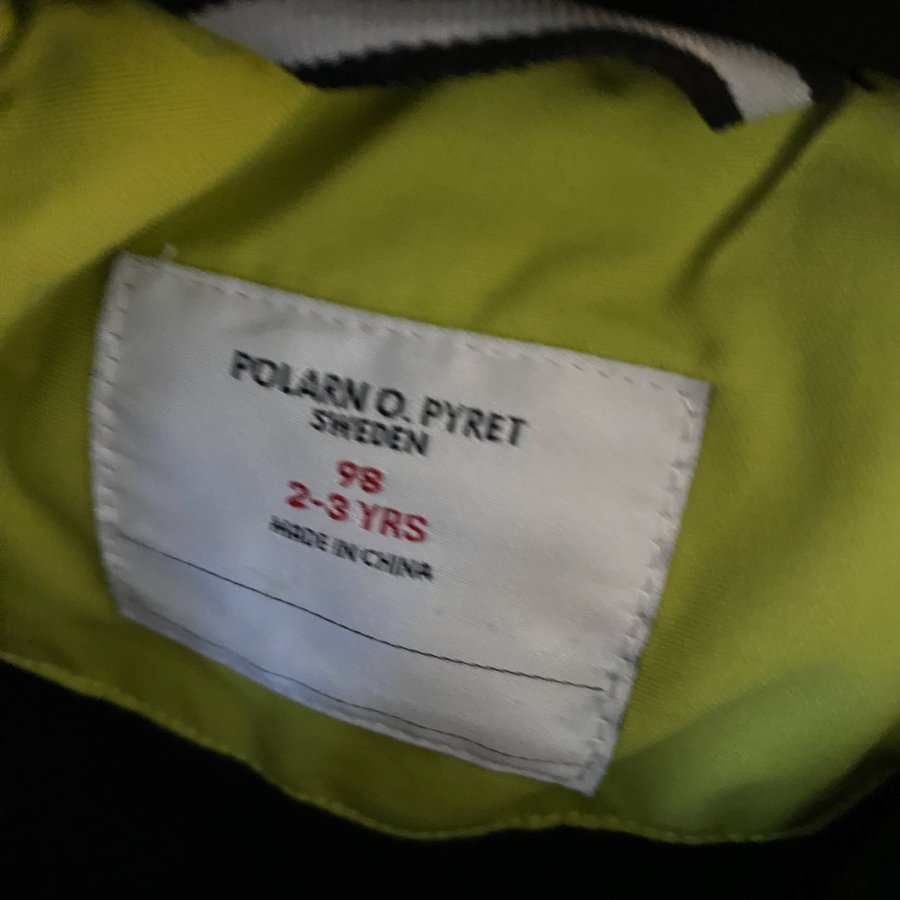 POLARN O. PYRET
SWEDEN
98
2-3 YRS
MADE IN CHINA